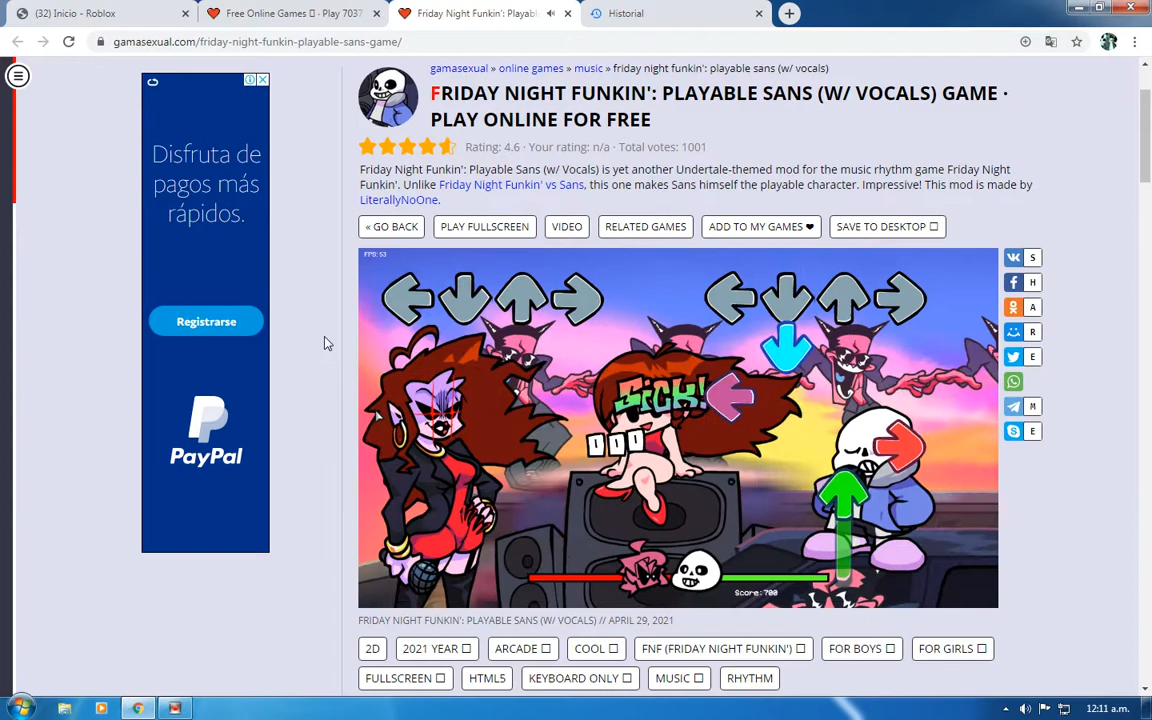 (32) Inicio - Roblox
Free Online Games · Play 7037
Friday Night Funkin': Playabl
Historial
gamasexual.com/friday-night-funkin-playable-sans-game/
gamasexual » online games » music » friday night funkin': playable sans (w/ vocals)
FRIDAY NIGHT FUNKIN': PLAYABLE SANS (W/ VOCALS) GAME ·
PLAY ONLINE FOR FREE
Rating: 4.6 · Your rating: n/a · Total votes: 1001
Friday Night Funkin': Playable Sans (w/ Vocals) is yet another Undertale-themed mod for the music rhythm game Friday Night
Funkin'. Unlike Friday Night Funkin' vs Sans, this one makes Sans himself the playable character. Impressive! This mod is made by
LiterallyNoOne.
« GO BACK
PLAY FULLSCREEN
VIDEO
RELATED GAMES
ADD TO MY GAMES ❤
SAVE TO DESKTOP
Disfruta de
pagos más
rápidos.
Registrarse
PayPal
FPS: 53
SiCK!
Score:700
S
H
A
R
E
M
E
FRIDAY NIGHT FUNKIN': PLAYABLE SANS (W/ VOCALS) // APRIL 29, 2021
2D
2021 YEAR
ARCADE
COOL
FNF (FRIDAY NIGHT FUNKIN')
FOR BOYS
FOR GIRLS
FULLSCREEN
HTML5
KEYBOARD ONLY
MUSIC
RHYTHM
12:11 a.m.